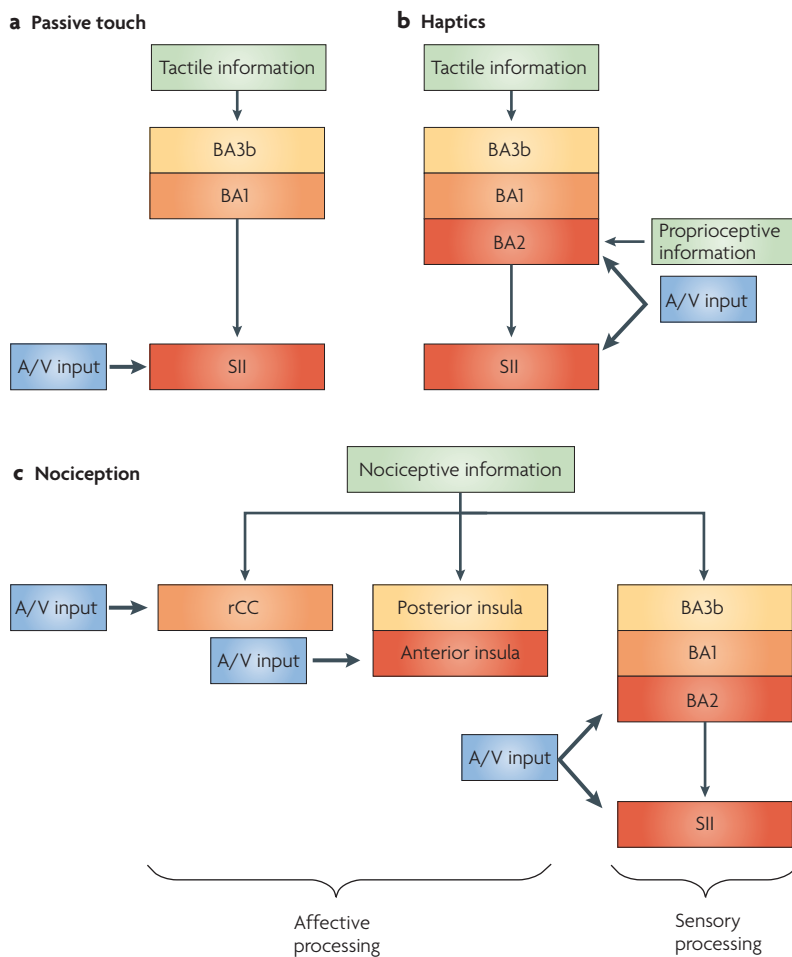 a Passive touch
Tactile information
BA3b
BA1
A/V input
SII
b Haptics
Tactile information
BA3b
BA1
BA2
Proprioceptive
information
A/V input
SII
c Nociception
Nociceptive information
A/V input
rCC
A/V input
Posterior insula
Anterior insula
BA3b
BA1
BA2
A/V input
SII
Affective
processing
Sensory
processing